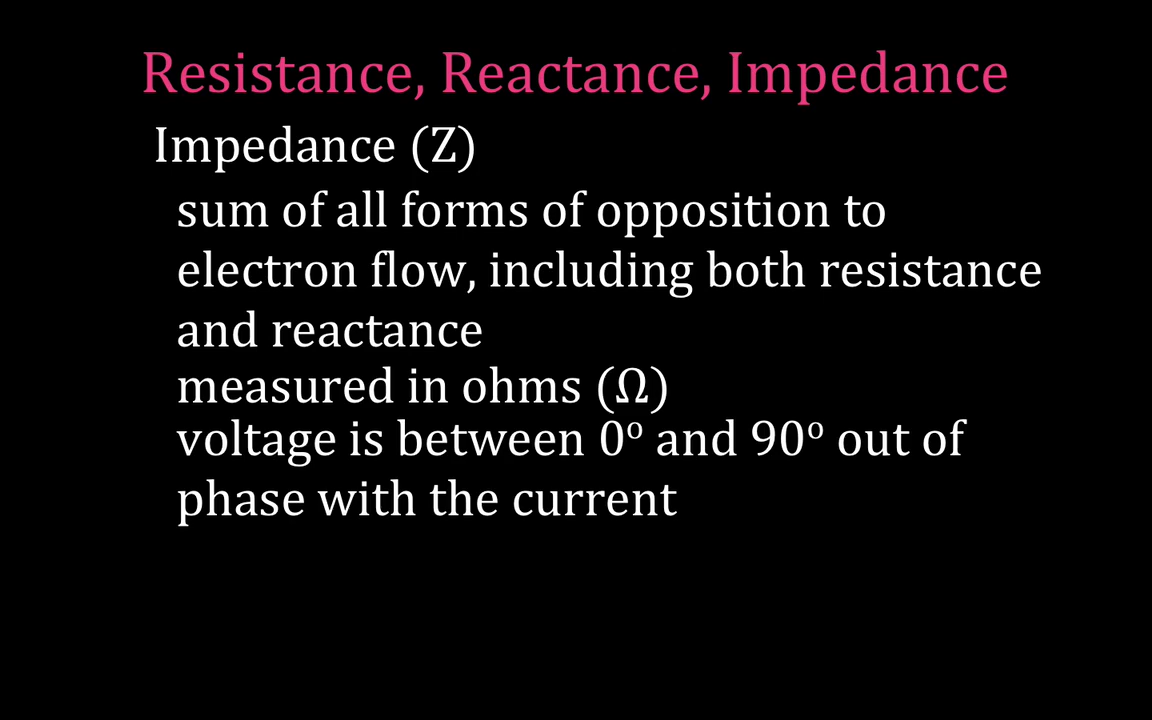 Resistance, Reactance, Impedance
Impedance (Z)
sum of all forms of opposition to
electron flow, including both resistance
and reactance
measured in ohms (Ω)
voltage is between 0º and 90º out of
phase with the current